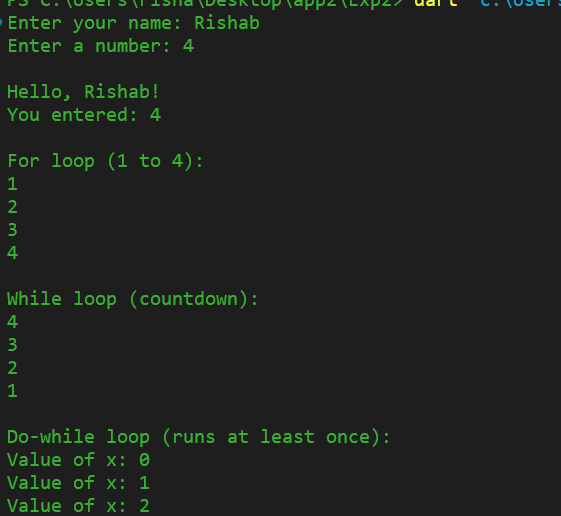 PS C:\Users\risha\Desktop\app2\Exp2> dart "C:\Users
Enter your name: Rishab
Enter a number: 4
Hello, Rishab!
You entered: 4
For loop (1 to 4):
1
2
3
4
While loop (countdown):
4
3
2
1
Do-while loop (runs at least once):
Value of x: 0
Value of x: 1
Value of x: 2